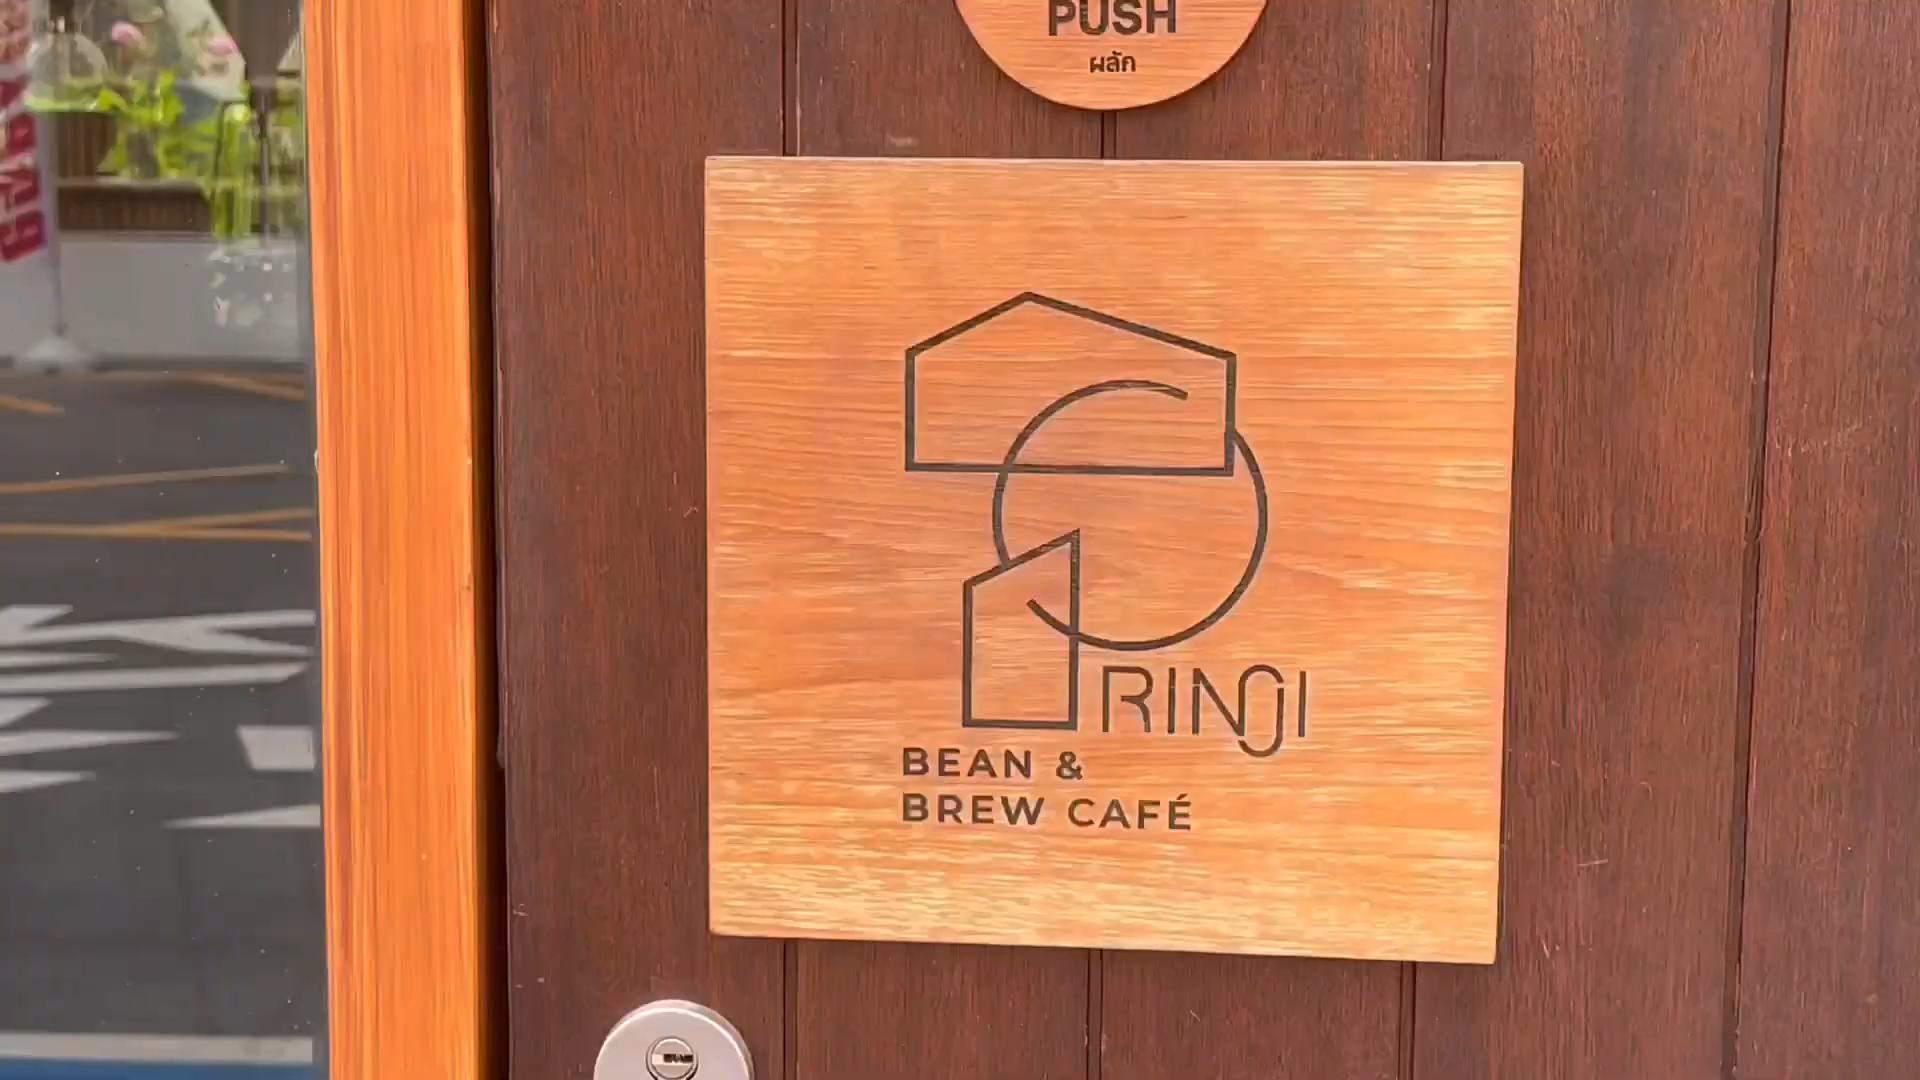 PUSH
ผลัก
RINJI
BEAN &
BREW CAFÉ